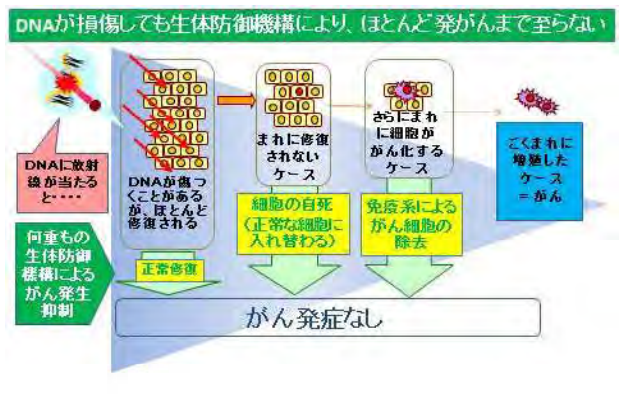 DNAが損傷しても生体防御機構により、ほとんど発がんまで至らない
DNAに放射
線が当たる
と・・・・
DNAが傷つ
くことがある
が、ほとんど
修復される
まれに修復
されない
ケース
さらにまれ
に細胞が
がん化する
ケース
ごくまれに
増殖した
ケース
=がん
何重もの
生体防御
機構による
がん発生
抑制
正常修復
細胞の自死
(正常な細胞に
入れ替わる)
免疫系による
がん細胞の
除去
がん発症なし